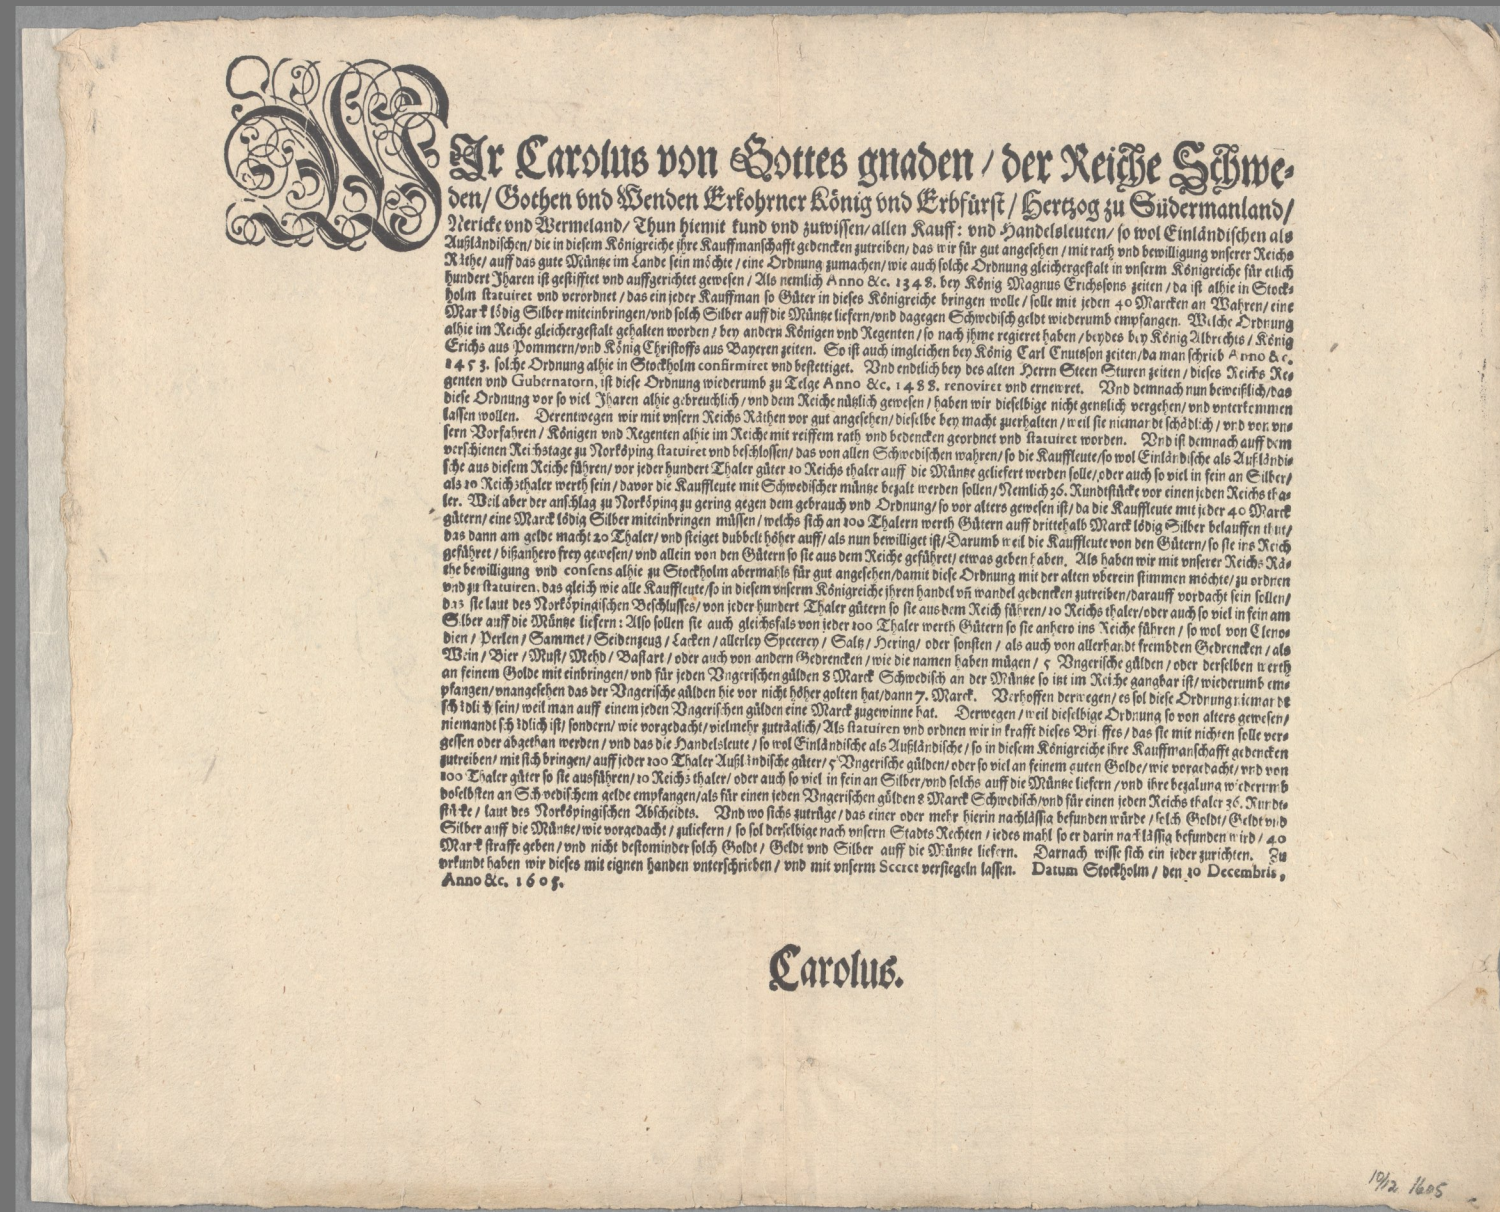 WIr Carolus von Gottes gnaden / der Reiche Schwe-
den / Gothen vnd Wenden Erkohrner König vnd Erbfürst / Hertzog zu Südermanland /
Nericke vnd Wermeland / Thun hiemit kund vnd zuwissen / allen Kauff: vnd Handelsleuten / so wol Einländischen als
Außländischen / die in diesem Königreiche ihre Kauffmanschafft gedencken zutreiben / das wir für gut angesehen / mit rath vnd bewilligung vnserer Reichs
Räthe / auff das gute Müntze im Lande sein möchte / eine Ordnung zumachen / wie auch solche Ordnung gleichergestalt in vnserm Königreiche für etlich
hundert Jharen ist gestifftet vnd auffgerichtet gewesen / Als nemlich Anno &c. 1348. bey König Magnus Erichssons zeiten / da ist alhie in Stock-
holm statuiret vnd verordnet / das ein jeder Kauffman so Güter in dieses Königreiche bringen wolle / solle mit jeden 40 Marcken an Wahren / eine
Marck lödig Silber miteinbringen / vnd solch Silber auff die Müntze liefern / vnd dagegen Schwedisch geldt wiederumb empfangen. Welche Ordnung
alhie im Reiche gleichergestalt gehalten worden / bey andern Königen vnd Regenten / so nach ihme regieret haben / beydes bey König Albrechts / König
Erichs aus Pommern / vnd König Christoffs aus Bayeren zeiten. So ist auch imgleichen bey König Carl Cnutsson zeiten / da man schrieb Anno &c.
1453. solche Ordnung alhie in Stockholm confirmiret vnd bestettiget. Vnd endtlich bey des alten Herrn Steen Sturen zeiten / dieses Reichs Re-
genten vnd Gubernatorn, ist diese Ordnung wiederumb zu Telge Anno &c. 1488. renoviret vnd ernewret. Vnd demnach nun beweißlich / das
diese Ordnung vor so viel Jharen alhie gebreuchlich / vnd dem Reiche nützlich gewesen / haben wir dieselbige nicht gentzlich vergehen / vnd vnterkommen
lassen wollen. Derentwegen wir mit vnsern Reichs Räthen vor gut angesehen / dieselbe bey macht zuerhalten / weil sie niemandt schädlich / vnd von vn-
sern Vorfahren / Königen vnd Regenten alhie im Reiche mit reiffem rath vnd bedencken geordnet vnd statuiret worden. Vnd ist demnach auff dem
verschienen Reichstage zu Norköping statuiret vnd beschlossen / das von allen Schwedischen wahren / so die Kauffleute / so wol Einländische als Außländi-
sche aus diesem Reiche führen / vor jeder hundert Thaler güter 10 Reichs thaler auff die Müntze geliefert werden solle / oder auch so viel in fein an Silber /
als 10 Reichsthaler werth sein / davor die Kauffleute mit Schwedischer müntze bezalt werden sollen / Nemlich 36. Rundtstücke vor einen jeden Reichs tha-
ler. Weil aber der anschlag zu Norköping zu gering gegen dem gebrauch vnd Ordnung / so vor alters gewesen ist / da die Kauffleute mit jeder 40 Marck
gütern / eine Marck lödig Silber miteinbringen müssen / welchs sich an 100 Thalern werth Gütern auff drittehalb Marck lödig Silber belauffen thut /
das dann am gelde macht 20 Thaler / vnd steiget dubbelt höher auff / als nun bewilliget ist / Darumb weil die Kauffleute von den Gütern / so sie ins Reich
geführet / bißanhero frey gewesen / vnd allein von den Gütern so sie aus dem Reiche geführet / etwas geben haben. Als haben wir mit vnserer Reichs Rä-
the bewilligung vnd consens alhie zu Stockholm abermahls für gut angesehen / damit diese Ordnung mit der alten vberein stimmen möchte / zu ordnen
vnd zu statuiren, das gleich wie alle Kauffleute / so in diesem vnserm Königreiche jhren handel vn̄ wandel gedencken zutreiben / darauff vordacht sein sollen /
das sie laut des Norköpingischen Beschlusses / von jeder hundert Thaler gütern so sie aus dem Reich führen / 10 Reichs thaler / oder auch so viel in fein am
Silber auff die Müntze liefern: Also sollen sie auch gleichsfals von jeder 100 Thaler werth Gütern so sie anhero ins Reiche führen / so wol von Cleno-
dien / Perlen / Sammet / Seidenzeug / Lacken / allerley Specerey / Saltz / Hering / oder sonsten / als auch von allerhandt frembden Gedrencken / als
Wein / Bier / Must / Mehd / Bastart / oder auch von andern Gedrencken / wie die namen haben mügen / 5 Vngerische gülden / oder derselben werth
an feinem Golde mit einbringen / vnd für jeden Vngerischen gülden 8 Marck Schwedisch an der Müntze so itzt im Reiche gangbar ist / wiederumb em-
pfangen / vnangesehen das der Vngerische gülden hie vor nicht höher golten hat / dann 7. Marck. Verhoffen derwegen / es sol diese Ordnung niemandt
schädlich sein / weil man auff einem jeden Vngerischen gülden eine Marck zugewinne hat. Derwegen / weil dieselbige Ordnung so von alters gewesen /
niemandt schädlich ist / sondern / wie vorgedacht / vielmehr zuträglich / Als statuiren vnd ordnen wir in krafft dieses Brieffes / das sie mit nichten solle ver-
gessen oder abgethan werden / vnd das die Handelsleute / so wol Einländische als Außländische / so in diesem Königreiche ihre Kauffmanschafft gedencken
zutreiben / mit sich bringen / auff jeder 100 Thaler Außländische güter / 5 Vngerische gülden / oder so viel an feinem guten Golde / wie vorgedacht / vnd von
100 Thaler güter so sie ausführen / 10 Reichs thaler / oder auch so viel in fein an Silber / vnd solchs auff die Müntze liefern / vnd ihre bezalung wiederumb
doselbsten an Schwedischem gelde empfangen / als für einen jeden Vngerischen gülden 8 Marck Schwedisch / vnd für einen jeden Reichs thaler 36. Rundt-
stücke / laut des Norköpingischen Abscheidts. Vnd wo sichs zutrüge / das einer oder mehr hierin nachlässig befunden würde / solch Goldt / Geldt vnd
Silber auff die Müntze / wie vorgedacht / zuliefern / so sol derselbige nach vnsern Stadts Rechten / iedes mahl so er darin nachlässig befunden wird / 40
Marck straffe geben / vnd nicht destominder solch Goldt / Geldt vnd Silber auff die Müntze liefern. Darnach wisse sich ein jeder zurichten. Zu
vrkundt haben wir dieses mit eignen handen vnterschrieben / vnd mit vnserm Secret versiegeln lassen. Datum Stockholm / den 10 Decembris,
Anno &c. 1605.
Carolus.
10/12 1605